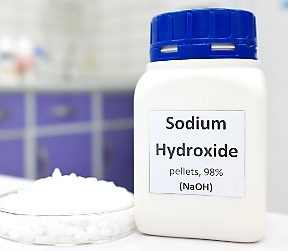 Sodium
Hydroxide
pellets, 98%
(NaOH)